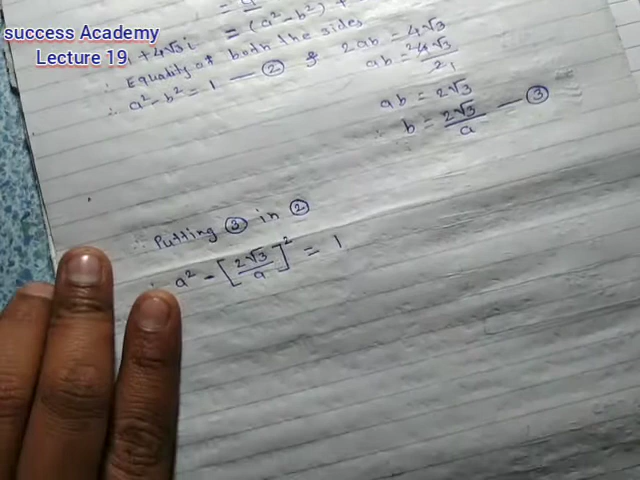 success Academy
Lecture 19
1 + 4√3 i = (a² - b²) +
∴ Equality of both the sides
∴ a² - b² = 1 — ② & 2ab = 4√3
ab = 4√3 / 2
ab = 2√3
∴ b = 2√3 / a — ③
∴ Putting ③ in ②
∴ a² - [2√3 / a]² = 1